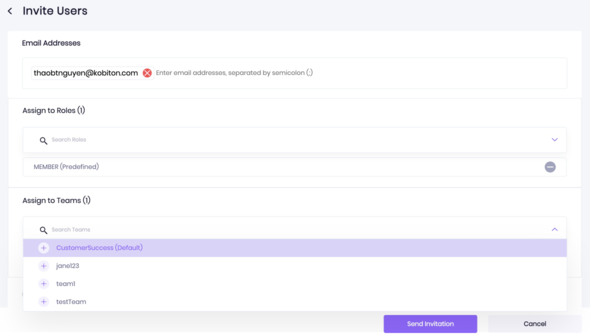 Invite Users
Email Addresses
thaobtnguyen@kobiton.com Enter email addresses, separated by semicolon (;)
Assign to Roles (1)
Search Roles
MEMBER (Predefined)
Assign to Teams (1)
Search Teams
CustomerSuccess (Default)
jane123
team1
testTeam
Send Invitation Cancel